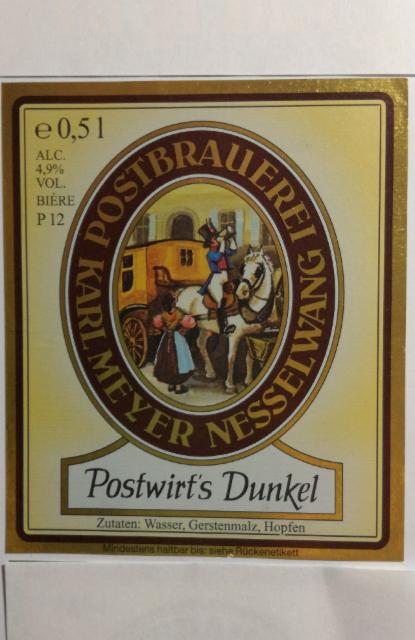 ℮ 0,5 l
ALC.
4,9%
VOL.
BIÉRE
P 12
POSTBRAUEREI
KARL MEYER NESSELWANG
Postwirt's Dunkel
Zutaten: Wasser, Gerstenmalz, Hopfen
Mindestens haltbar bis: siehe Rückenetikett